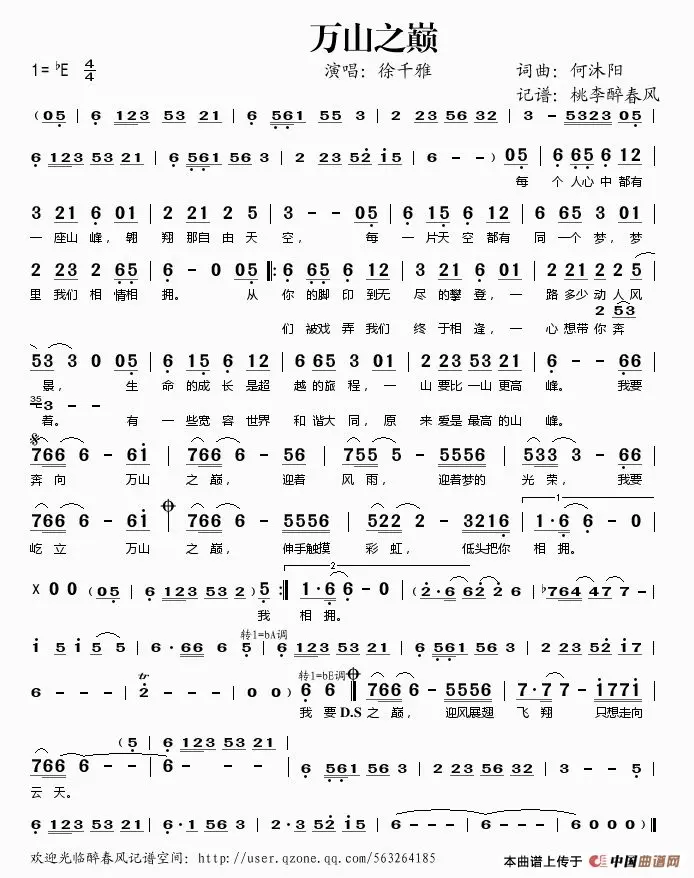 万山之巅
1=♭E 4/4 演唱：徐千雅 词曲：何沐阳
记谱：桃李醉春风
(05 | 6 123 53 21 | 6 561 55 3 | 2 23 56 32 | 3 - 5323 05
6 123 53 21 | 6 561 56 3 | 2 23 52 15 | 6 - - ) 05 | 6 65 6 12
每 个 人心 中 都有
3 21 6 01 | 2 21 2 5 | 3 - - 05 | 6 15 6 12 | 6 65 3 01
一 座山 峰，翱 翔 那自 由 天 空， 每 一 片天 空 都有 同 一个 梦，梦
2 23 2 65 | 6 - 0 05 |: 6 65 6 12 | 3 21 6 01 | 2 21 2 5
里 我们 相 情相 拥。 从 你 的脚 印 到无 尽 的攀 登，一 路 多少 动 人风
2 53
们 被戏 弄 我们 终 于相 逢，一 心 想带 你 奔
53 3 0 05 | 6 15 6 12 | 6 65 3 01 | 2 23 53 21 | 6 - - 66
景， 生 命 的成 长 是超 越 的旅 程，一 山 要比 一山 更高 峰。 我要
35 3 - -
着。 有 一 些宽 容 世界 和 谐大 同，原 来 爱是 最高 的山 峰。
766 6 - 61 | 766 6 - 56 | 755 5 - 5556 | 533 3 - 66
奔 向 万山 之 巅， 迎着 风 雨， 迎着梦的 光 荣， 我要
766 6 - 61 | 766 6 - 5556 | 522 2 - 3216 | 1·6 6 - 0
屹 立 万山 之 巅， 伸手触摸 彩 虹， 低头把你 相 拥。
X 0 0 (05 | 6 123 53 2) 5 :| 1·6 6 - 0 | (2·6 62 2 6 | ♭764 47 7 -
我 相 拥。
转1=bA调
1 5 1 5 5 | 6·66 6 5 | 6 123 53 23 | 6 561 56 3 | 2 23 52 17
转1=bE调
6 - - - | 2 - - - | 0 0) 6 6 | 766 6 - 5556 | 7·7 7 - 1771
我 要 D.S 之 巅， 迎风展翅 飞 翔 只想走向
(5 | 6 123 53 21
766 6 - - | 6 - - - | 6 561 56 3 | 2 23 56 32 | 3 - - 5
云 天。
6 123 53 21 | 6·1 56 3 | 2 02 52 15 | 6 - - - | 6 - - - | 6 0 0 0)
欢迎光临醉春风记谱空间：http://user.qzone.qq.com/563264185
本曲谱上传于 中国曲谱网